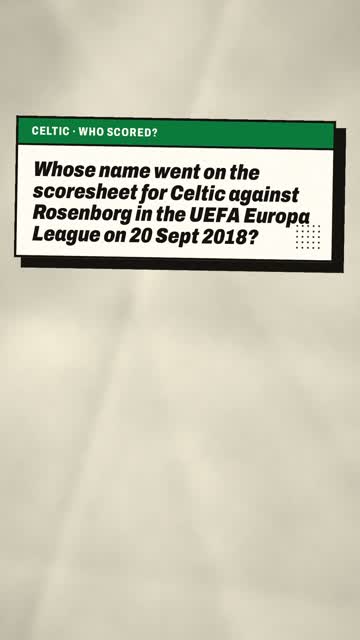 CELTIC · WHO SCORED?
Whose name went on the
scoresheet for Celtic against
Rosenborg in the UEFA Europa
League on 20 Sept 2018?